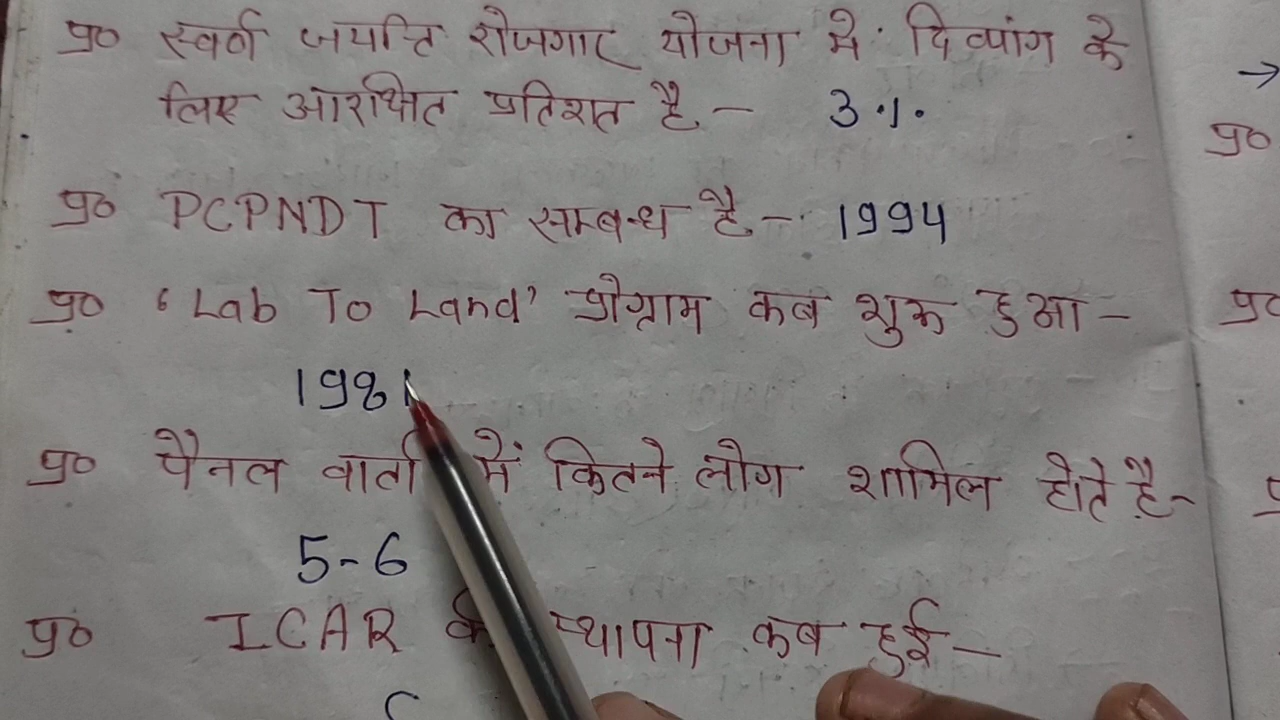 प्र० स्वर्ण जयन्ति रोजगार योजना में दिव्यांग के
लिए आरक्षित प्रतिशत है - 3%
प्र० PCPNDT का सम्बन्ध है - 1994
प्र० 'Lab To Land' प्रोग्राम कब शुरू हुआ -
1981
प्र० पैनल वार्ता में कितने लोग शामिल होते है -
5-6
प्र० ICAR की स्थापना कब हुई -
→
प्र०
प्र०